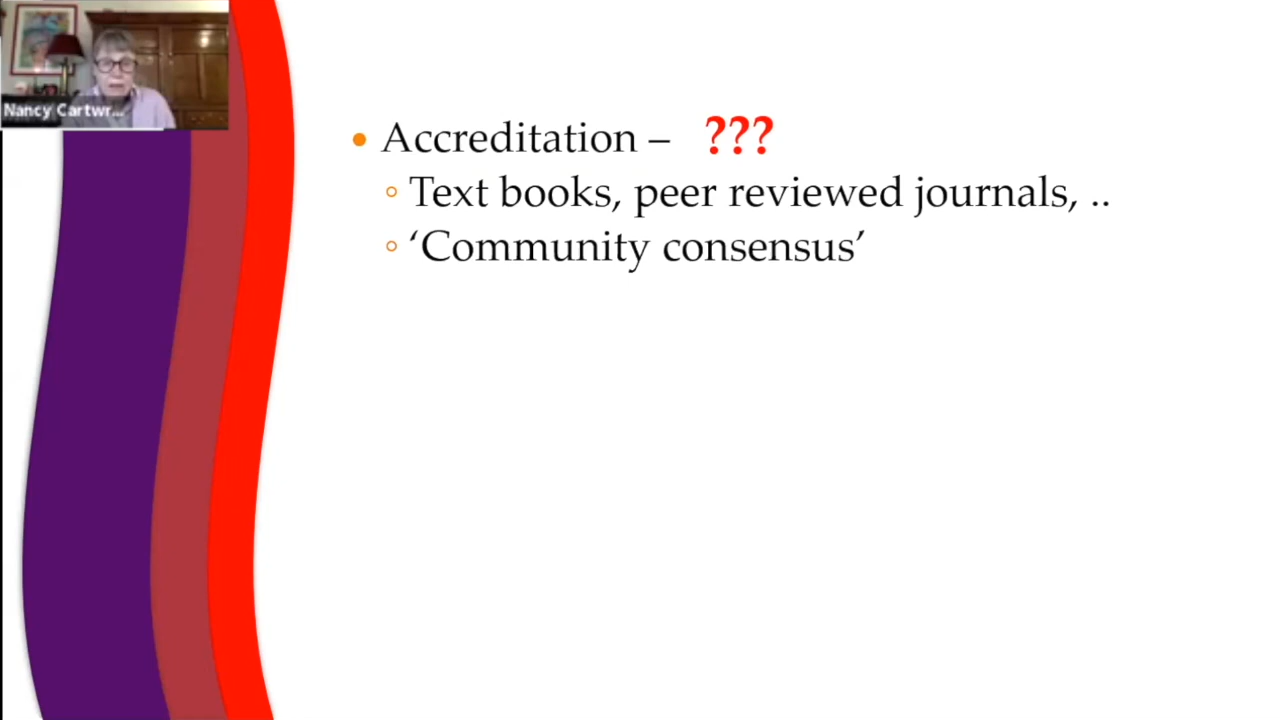 Nancy Cartwr...
• Accreditation – ???
◦ Text books, peer reviewed journals, ..
◦ ‘Community consensus’